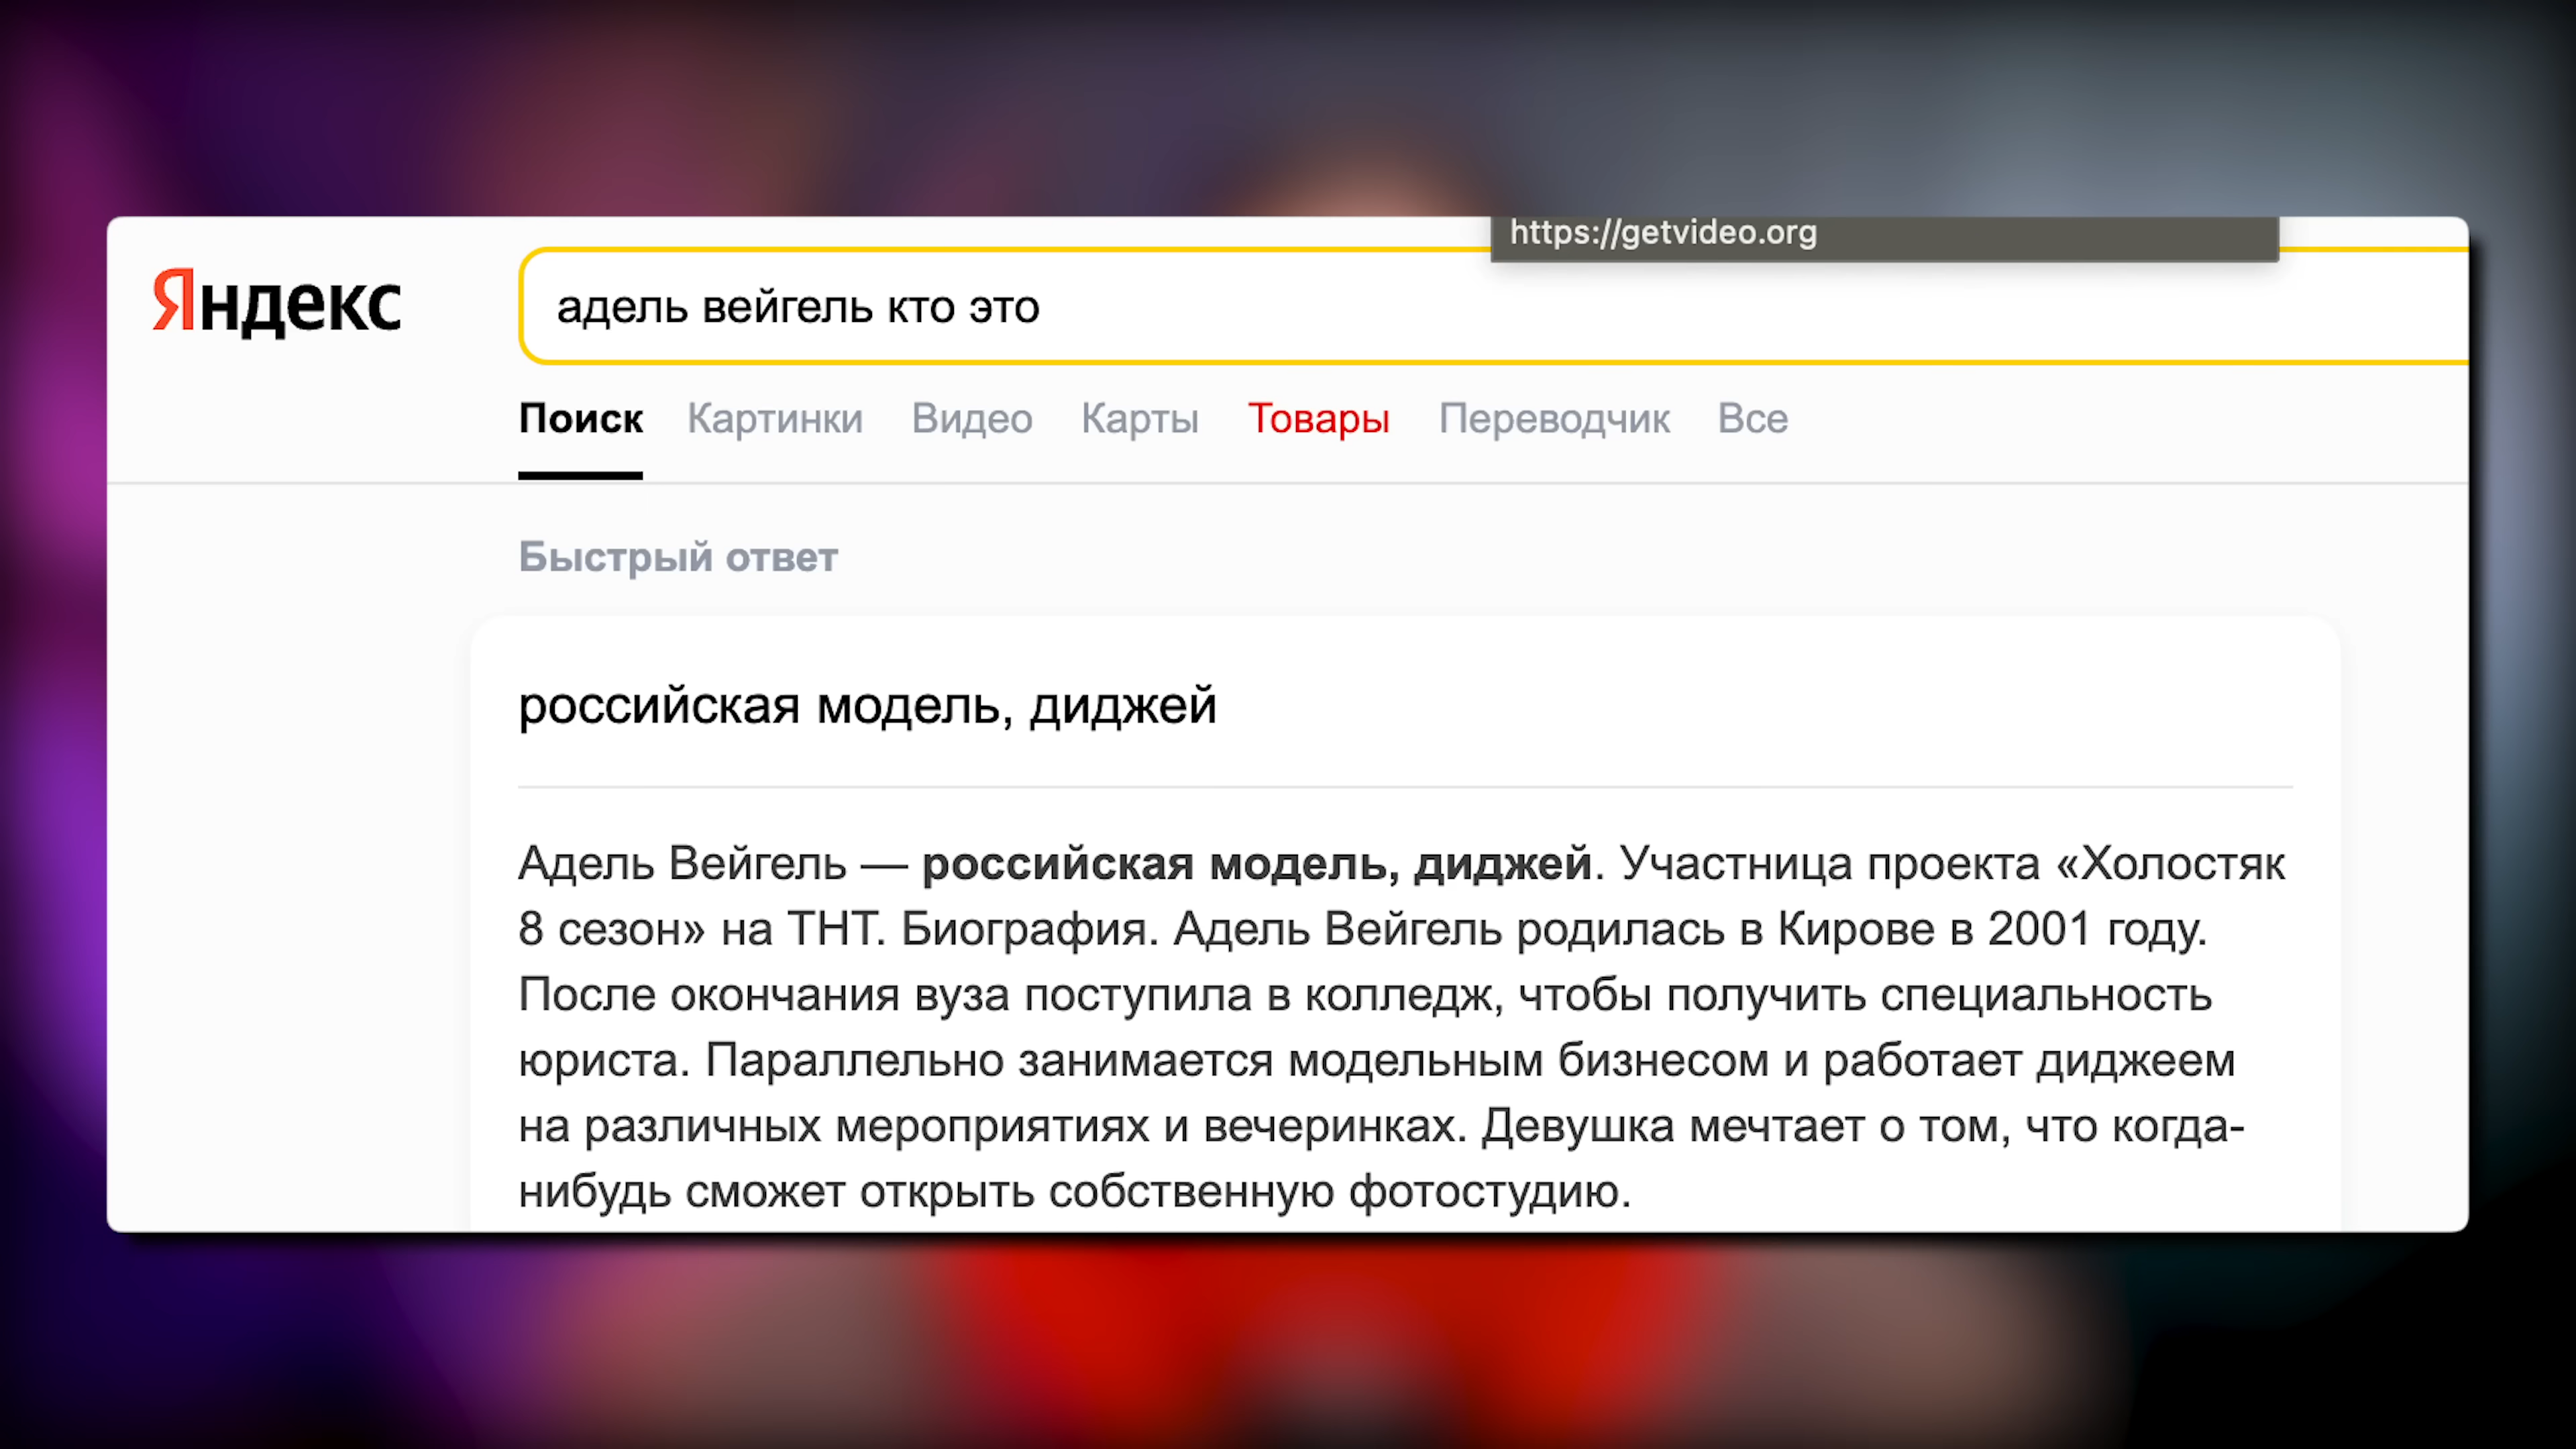 https://getvideo.org
Яндекс
адель вейгель кто это
Поиск Картинки Видео Карты Товары Переводчик Все
Быстрый ответ
российская модель, диджей
Адель Вейгель — российская модель, диджей. Участница проекта «Холостяк
8 сезон» на ТНТ. Биография. Адель Вейгель родилась в Кирове в 2001 году.
После окончания вуза поступила в колледж, чтобы получить специальность
юриста. Параллельно занимается модельным бизнесом и работает диджеем
на различных мероприятиях и вечеринках. Девушка мечтает о том, что когда-
нибудь сможет открыть собственную фотостудию.